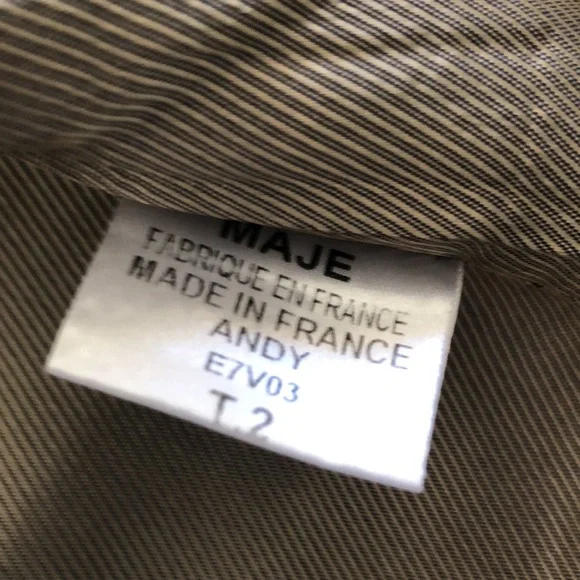 MAJE
FABRIQUE EN FRANCE
MADE IN FRANCE
ANDY
E7V03
T.2